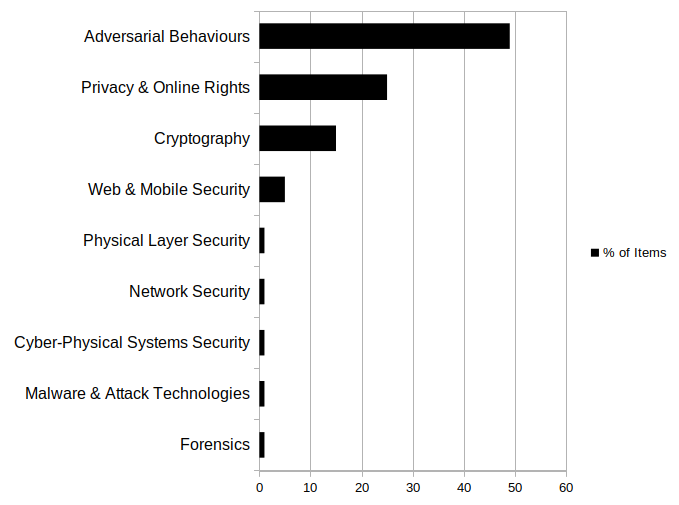 Adversarial Behaviours
Privacy & Online Rights
Cryptography
Web & Mobile Security
Physical Layer Security
Network Security
Cyber-Physical Systems Security
Malware & Attack Technologies
Forensics
% of Items
0 10 20 30 40 50 60